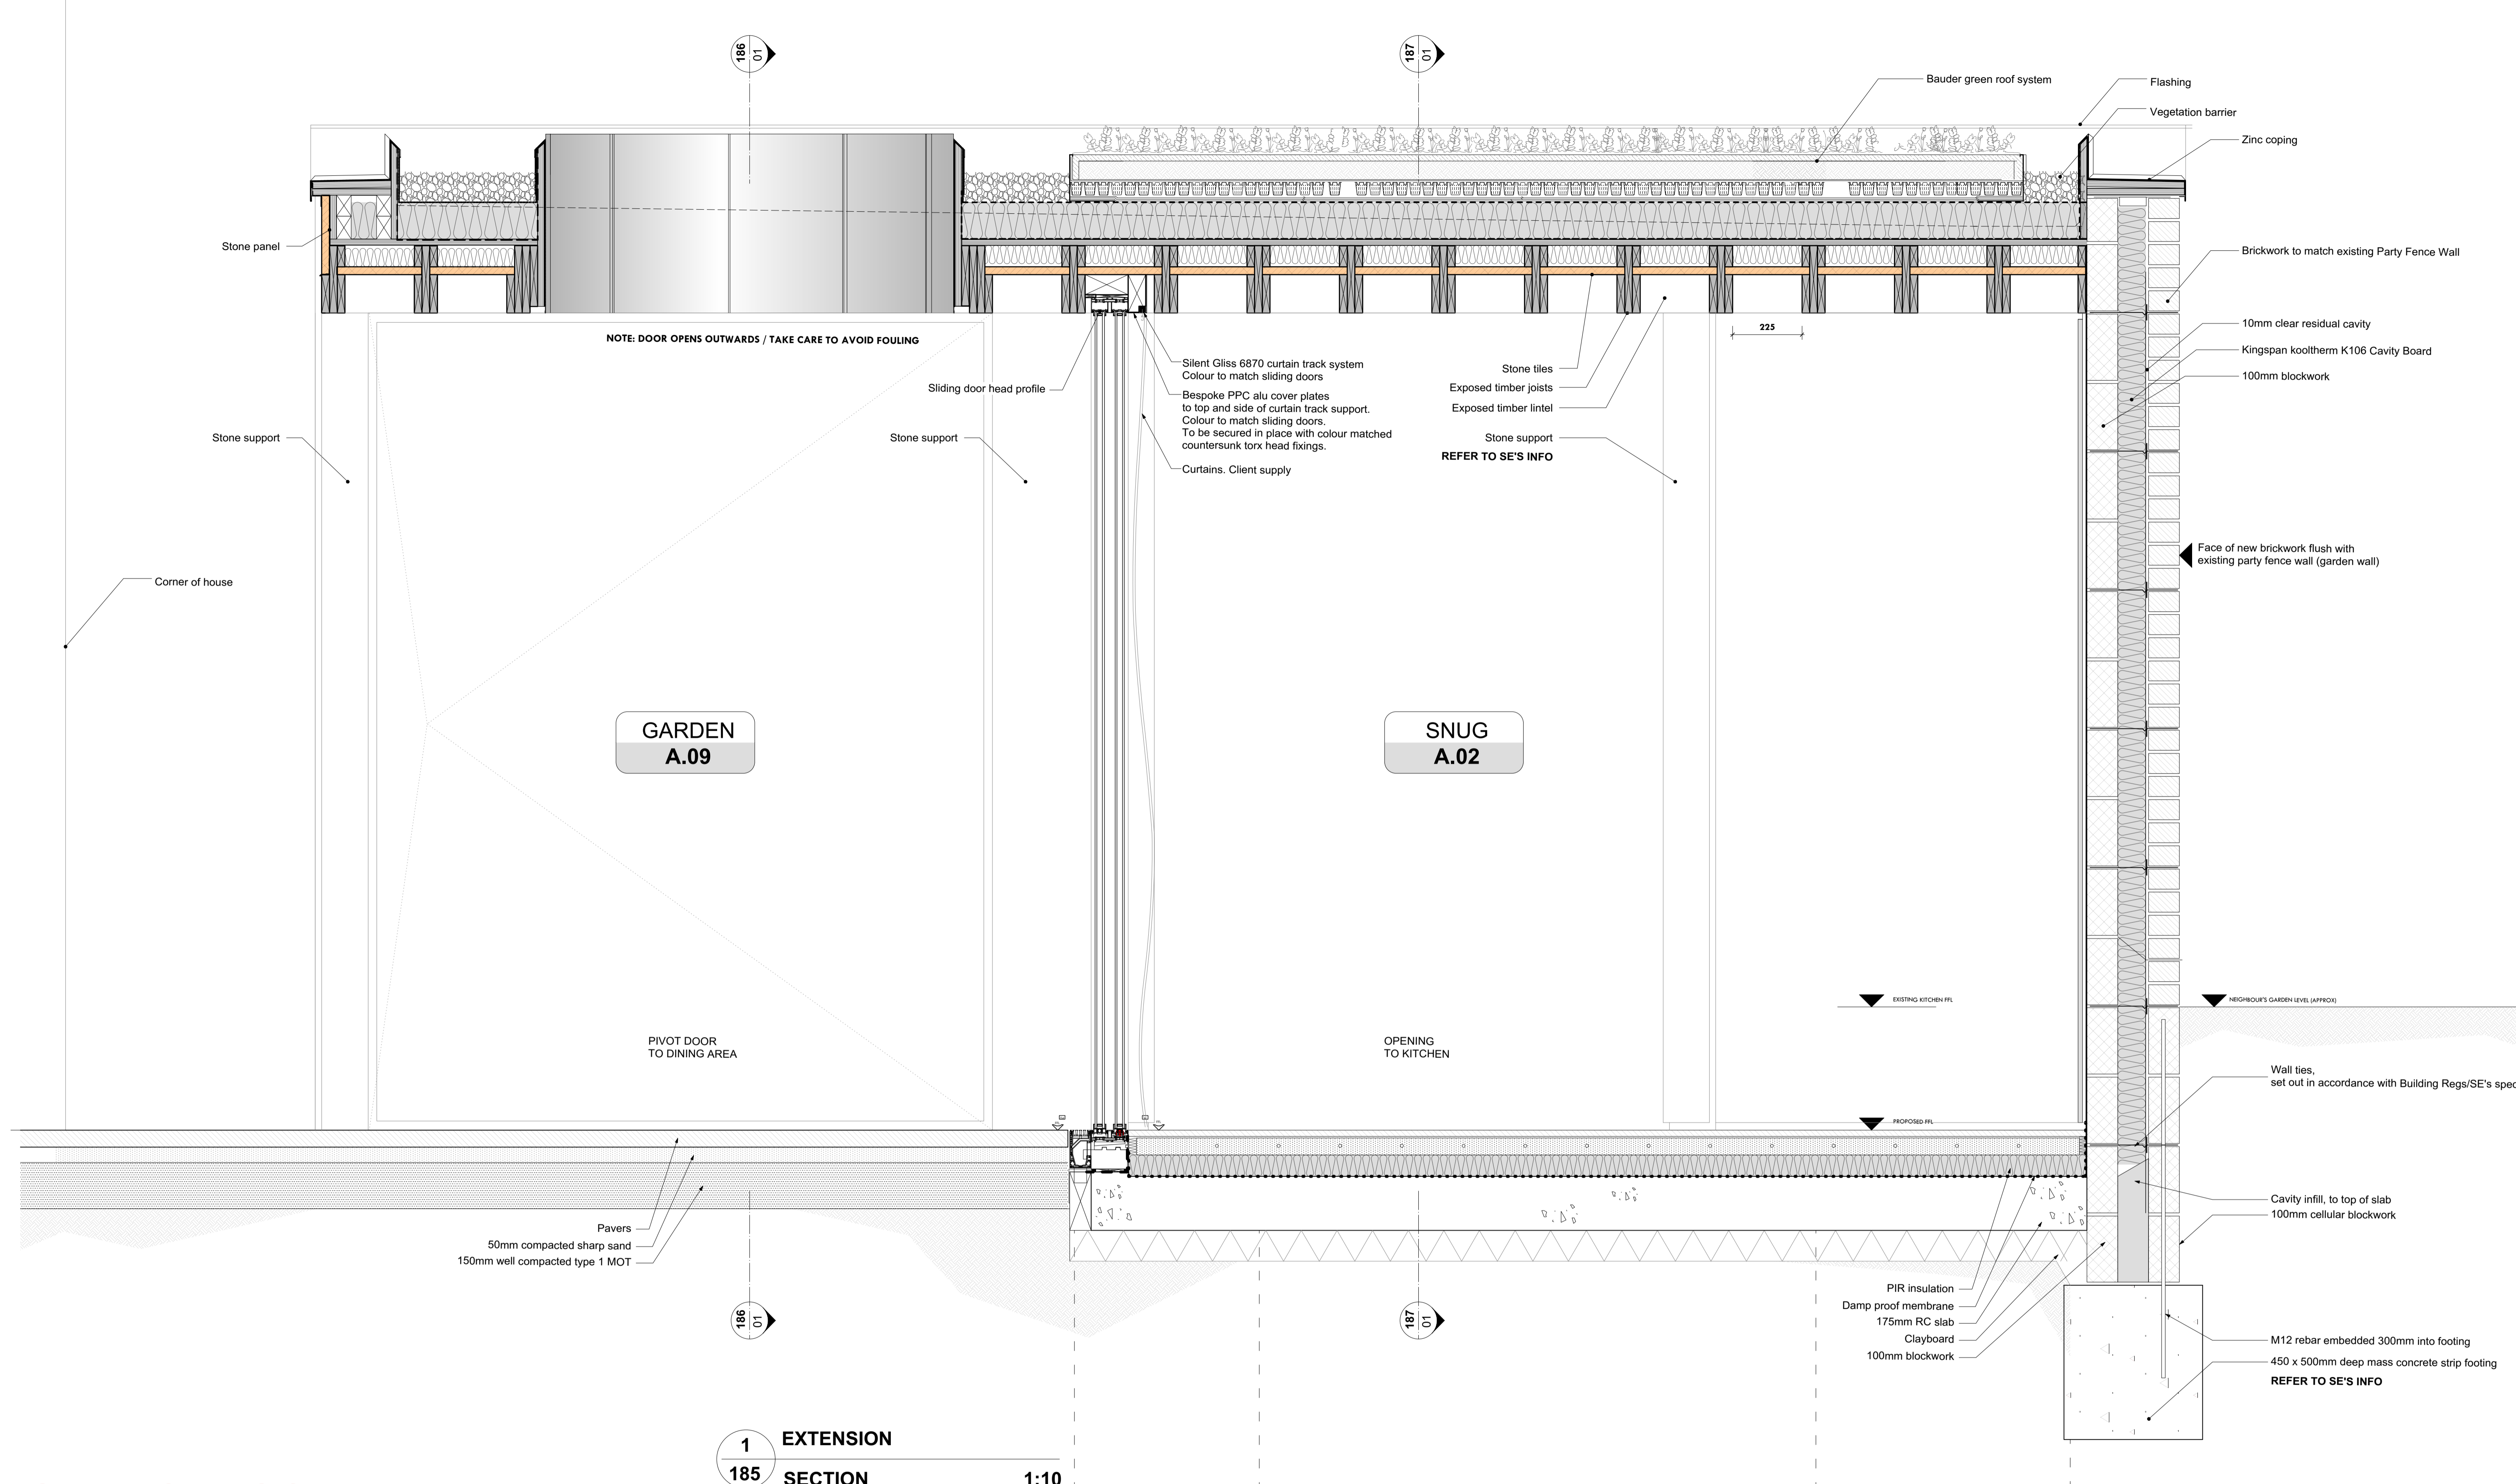 186
01
187
01
Bauder green roof system
Flashing
Vegetation barrier
Zinc coping
Stone panel
Brickwork to match existing Party Fence Wall
NOTE: DOOR OPENS OUTWARDS / TAKE CARE TO AVOID FOULING
225
10mm clear residual cavity
Kingspan kooltherm K106 Cavity Board
100mm blockwork
Sliding door head profile
Silent Gliss 6870 curtain track system
Colour to match sliding doors
Bespoke PPC alu cover plates
to top and side of curtain track support.
Colour to match sliding doors.
To be secured in place with colour matched
countersunk torx head fixings.
Curtains. Client supply
Stone tiles
Exposed timber joists
Exposed timber lintel
Stone support
REFER TO SE'S INFO
Stone support
Stone support
Face of new brickwork flush with
existing party fence wall (garden wall)
Corner of house
GARDEN
A.09
SNUG
A.02
EXISTING KITCHEN FFL
NEIGHBOUR'S GARDEN LEVEL (APPROX)
PIVOT DOOR
TO DINING AREA
OPENING
TO KITCHEN
Wall ties,
set out in accordance with Building Regs/SE's spec
PROPOSED FFL
Cavity infill, to top of slab
100mm cellular blockwork
Pavers
50mm compacted sharp sand
150mm well compacted type 1 MOT
PIR insulation
Damp proof membrane
175mm RC slab
Clayboard
100mm blockwork
186
01
187
01
M12 rebar embedded 300mm into footing
450 x 500mm deep mass concrete strip footing
REFER TO SE'S INFO
1
185
EXTENSION
SECTION
1:10